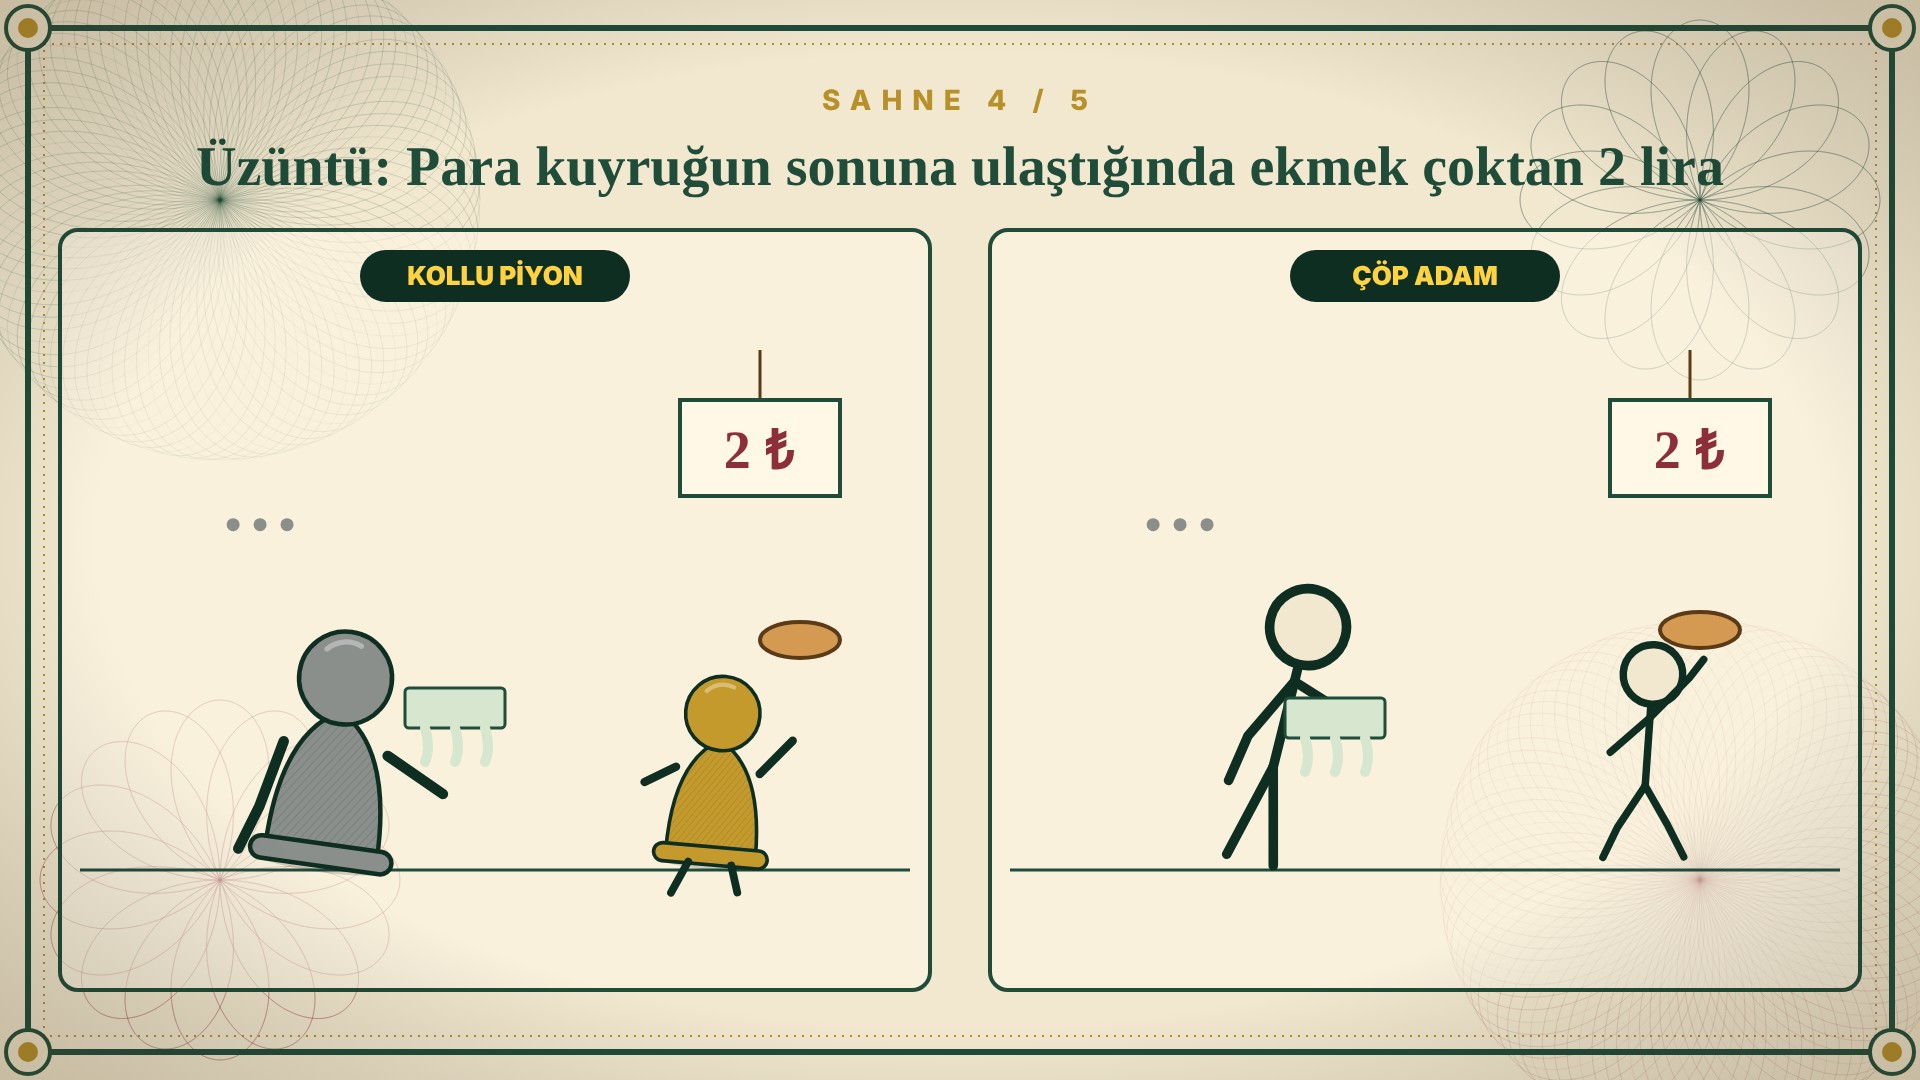 SAHNE 4 / 5
Üzüntü: Para kuyruğun sonuna ulaştığında ekmek çoktan 2 lira
KOLLU PİYON
2 ₺
ÇÖP ADAM
2 ₺